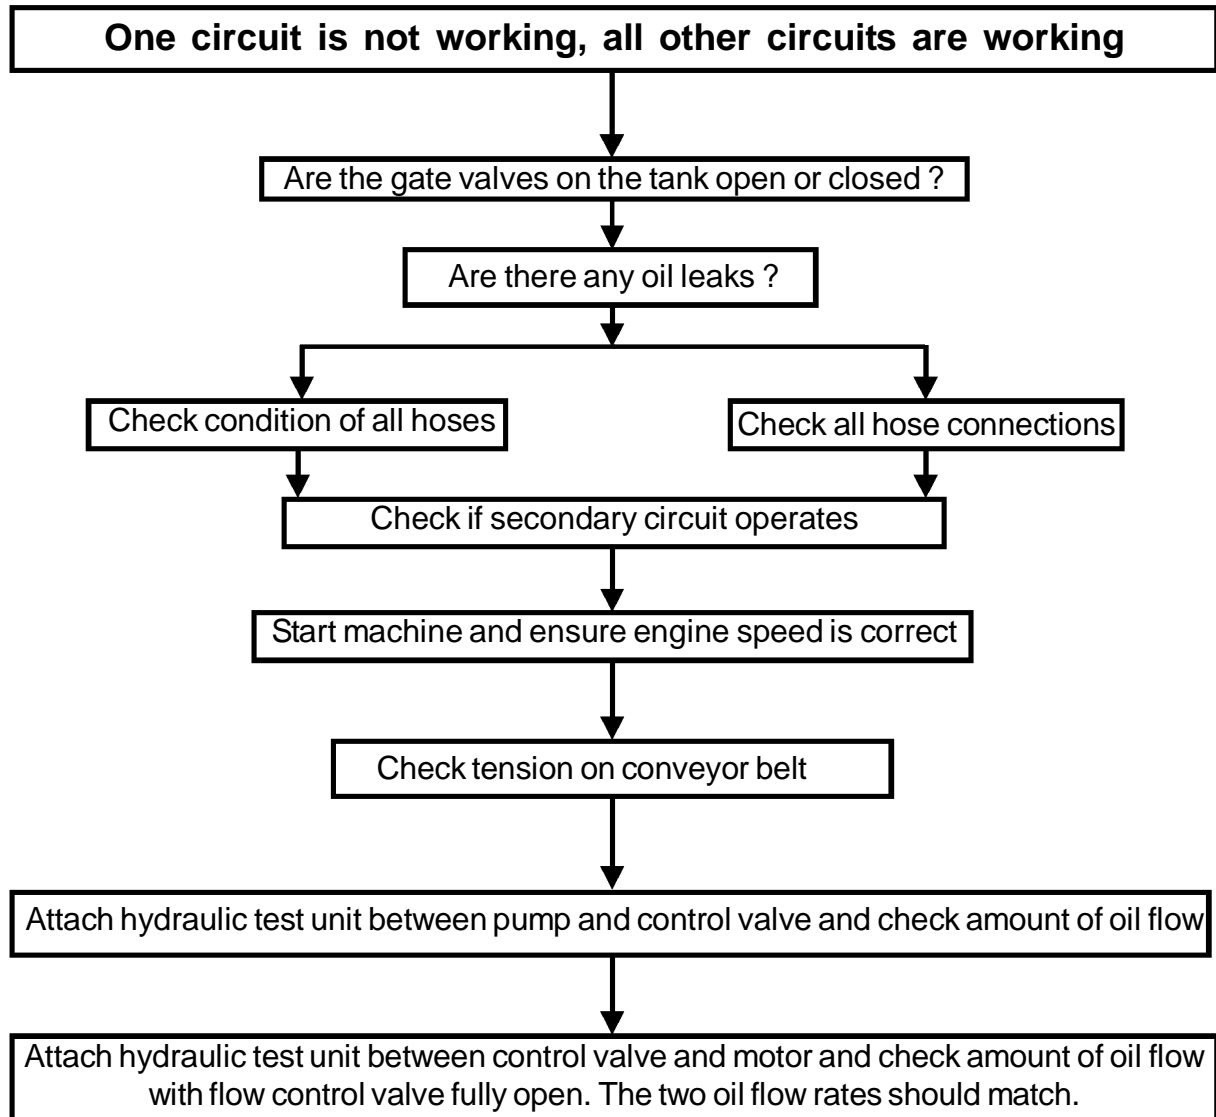 One circuit is not working, all other circuits are working
Are the gate valves on the tank open or closed ?
Are there any oil leaks ?
Check condition of all hoses
Check all hose connections
Check if secondary circuit operates
Start machine and ensure engine speed is correct
Check tension on conveyor belt
Attach hydraulic test unit between pump and control valve and check amount of oil flow
Attach hydraulic test unit between control valve and motor and check amount of oil flow
with flow control valve fully open. The two oil flow rates should match.